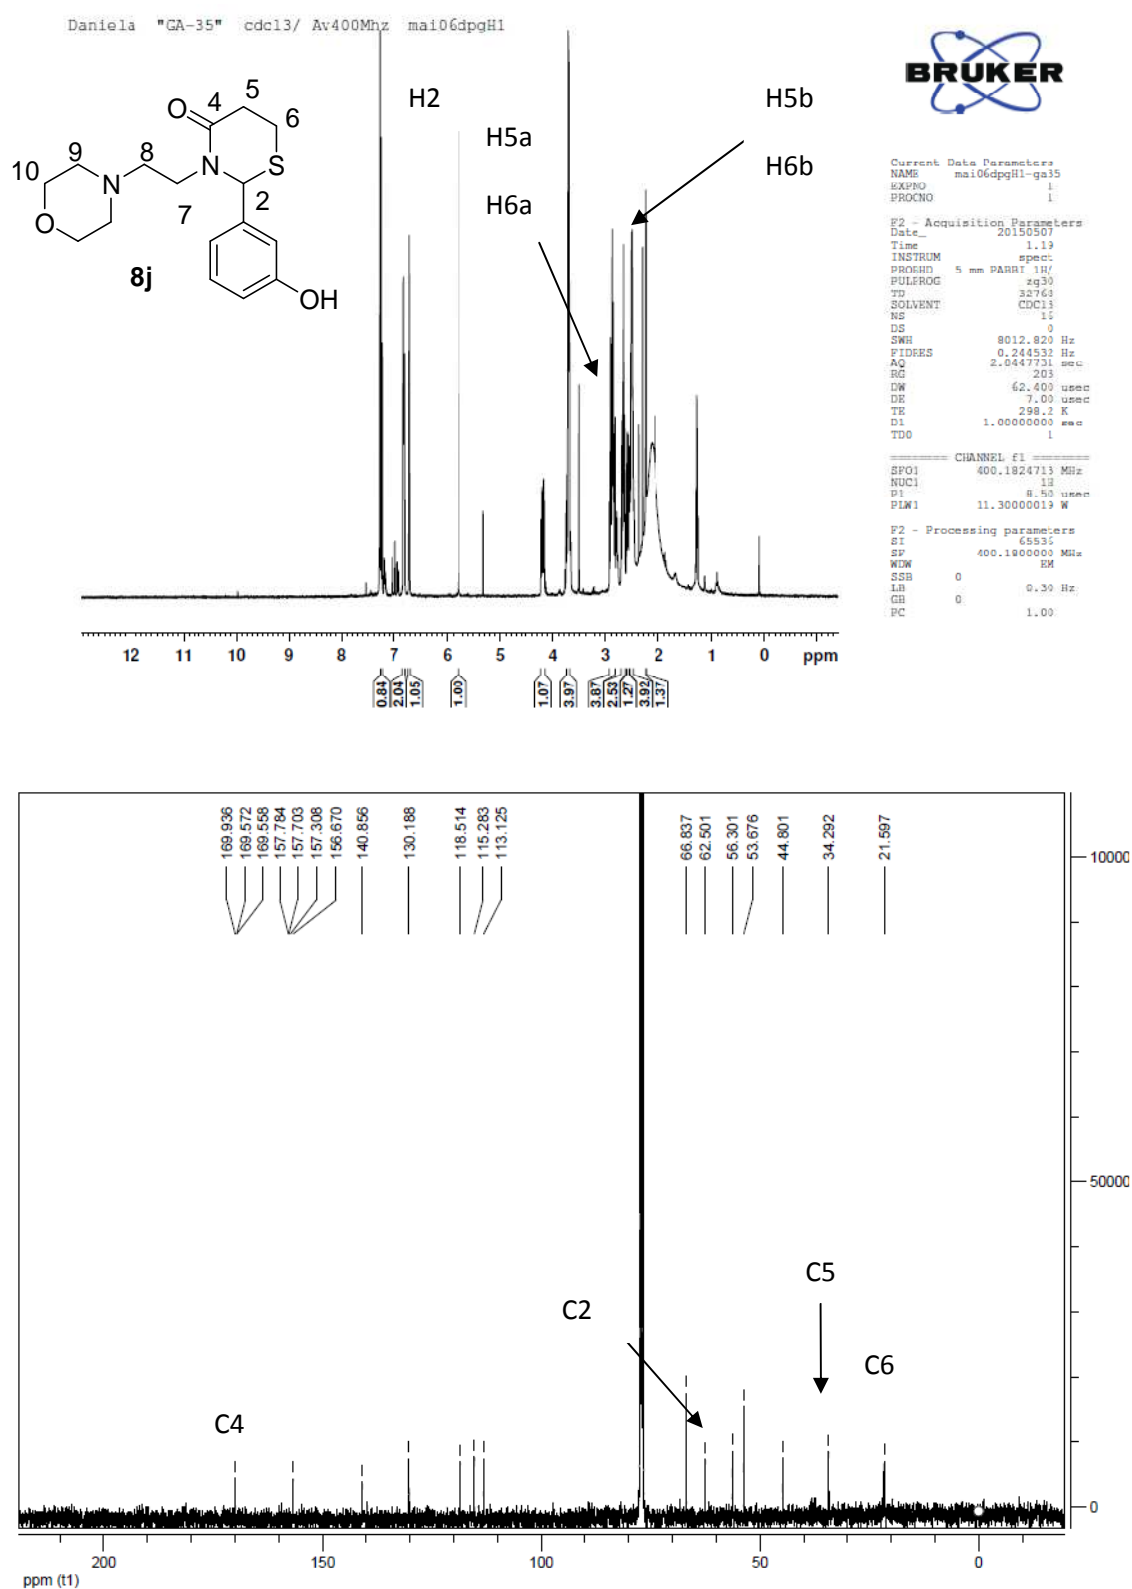 Daniela "GA-35" cdcl3/ Av400Mhz mai06dpgH1
BRUKER
O
4
5
6
10
9
8
N
S
N
7
2
O
OH
8j
H2
H5a
H6a
H5b
H6b
Current Data Parameters
NAME mai06dpgH1-ga35
EXPNO 1
PROCNO 1
F2 - Acquisition Parameters
Date_ 20150507
Time 1.19
INSTRUM spect
PROBHD 5 mm PABBI 1H/
PULPROG zg30
TD 32768
SOLVENT CDCl3
NS 16
DS 0
SWH 8012.820 Hz
FIDRES 0.244532 Hz
AQ 2.0447731 sec
RG 203
DW 62.400 usec
DE 7.00 usec
TE 298.2 K
D1 1.00000000 sec
TD0 1
======== CHANNEL f1 ========
SFO1 400.1824713 MHz
NUC1 1H
P1 8.50 usec
PLW1 11.30000019 W
F2 - Processing parameters
SI 65536
SF 400.1800000 MHz
WDW EM
SSB 0
LB 0.30 Hz
GB 0
PC 1.00
12 11 10 9 8 7 6 5 4 3 2 1 0 ppm
0.84 2.04 1.05 1.00 1.07 3.97 3.87 2.53 1.27 3.92 1.37
169.936
169.572
169.558
157.784
157.703
157.308
156.670
140.856
130.188
118.514
115.283
113.125
66.837
62.501
56.301
53.676
44.801
34.292
21.597
10000
50000
0
C5
C2
C6
C4
200 150 100 50 0
ppm (t1)